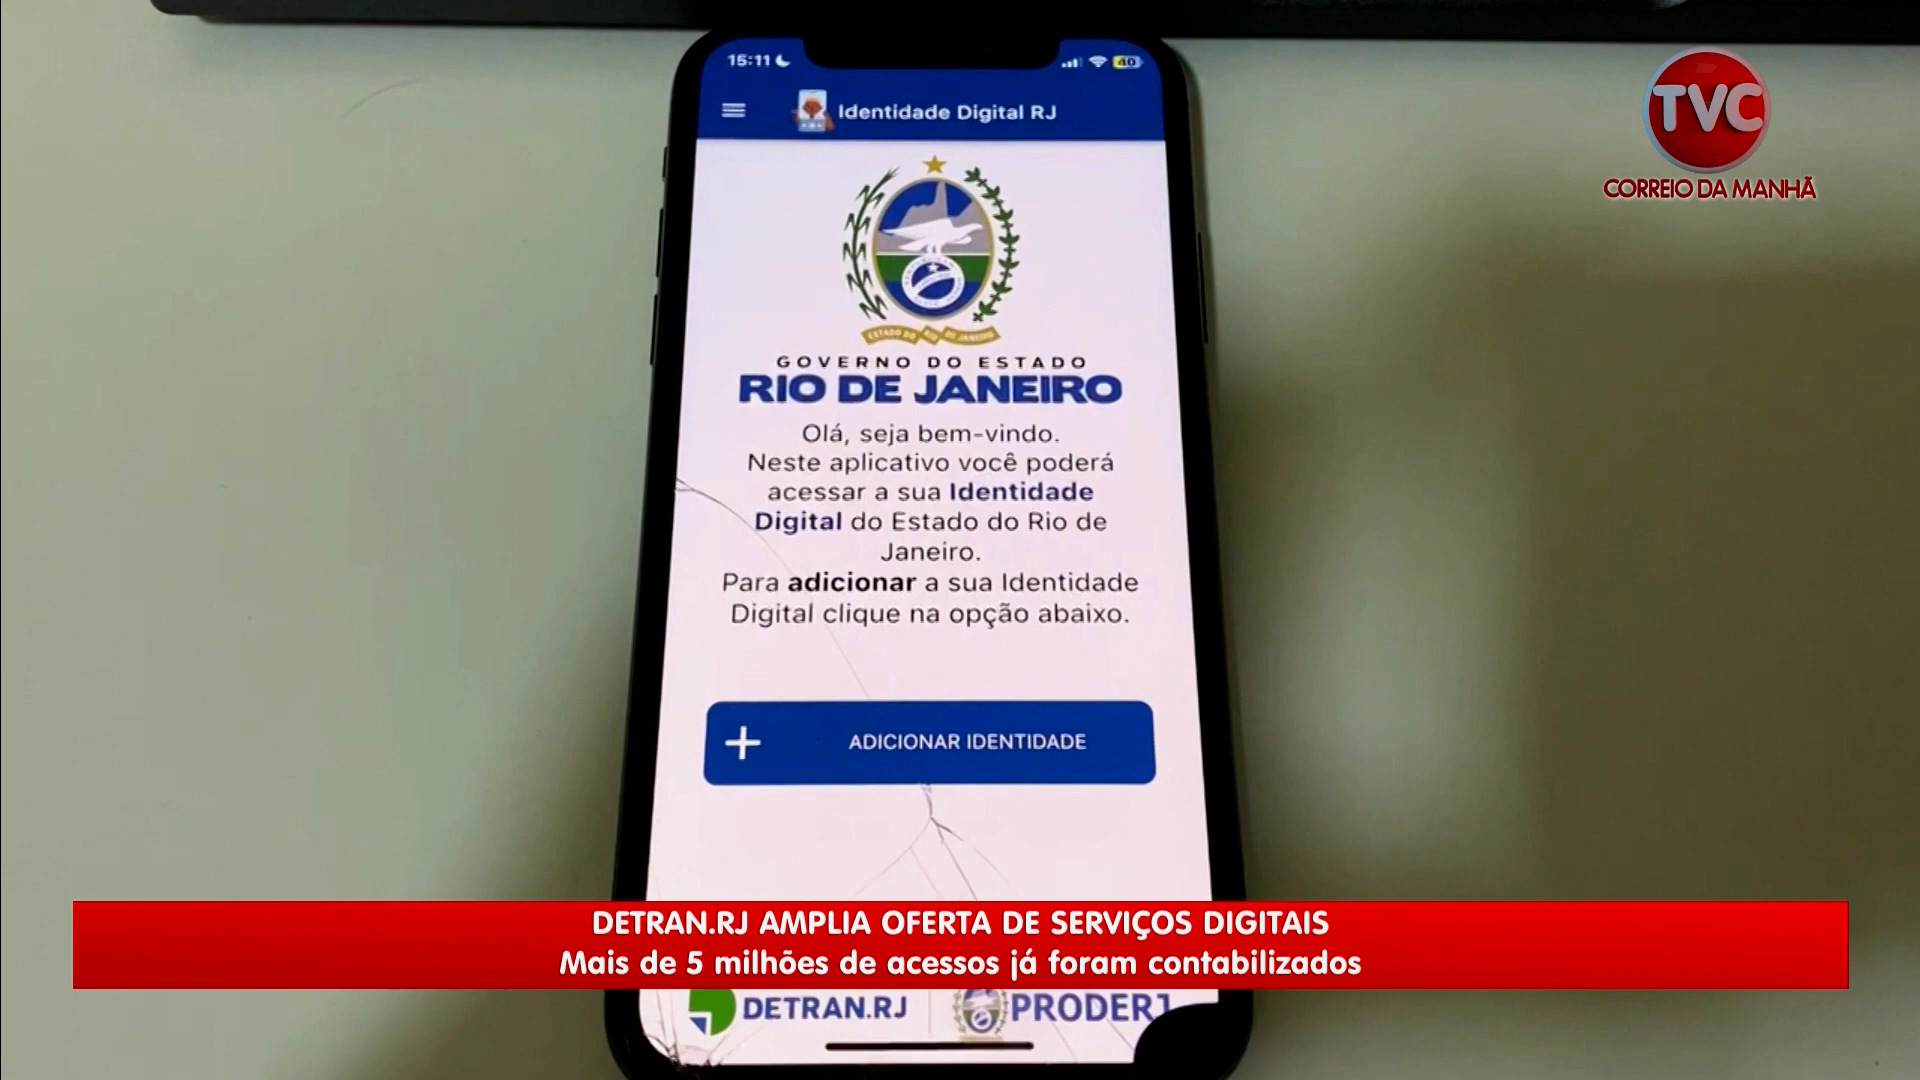 15:11
40
Identidade Digital RJ
TVC
CORREIO DA MANHÃ
ESTADO DO RIO DE JANEIRO
GOVERNO DO ESTADO
RIO DE JANEIRO
Olá, seja bem-vindo.
Neste aplicativo você poderá
acessar a sua Identidade
Digital do Estado do Rio de
Janeiro.
Para adicionar a sua Identidade
Digital clique na opção abaixo.
+ ADICIONAR IDENTIDADE
DETRAN.RJ AMPLIA OFERTA DE SERVIÇOS DIGITAIS
Mais de 5 milhões de acessos já foram contabilizados
DETRAN.RJ
PRODERJ